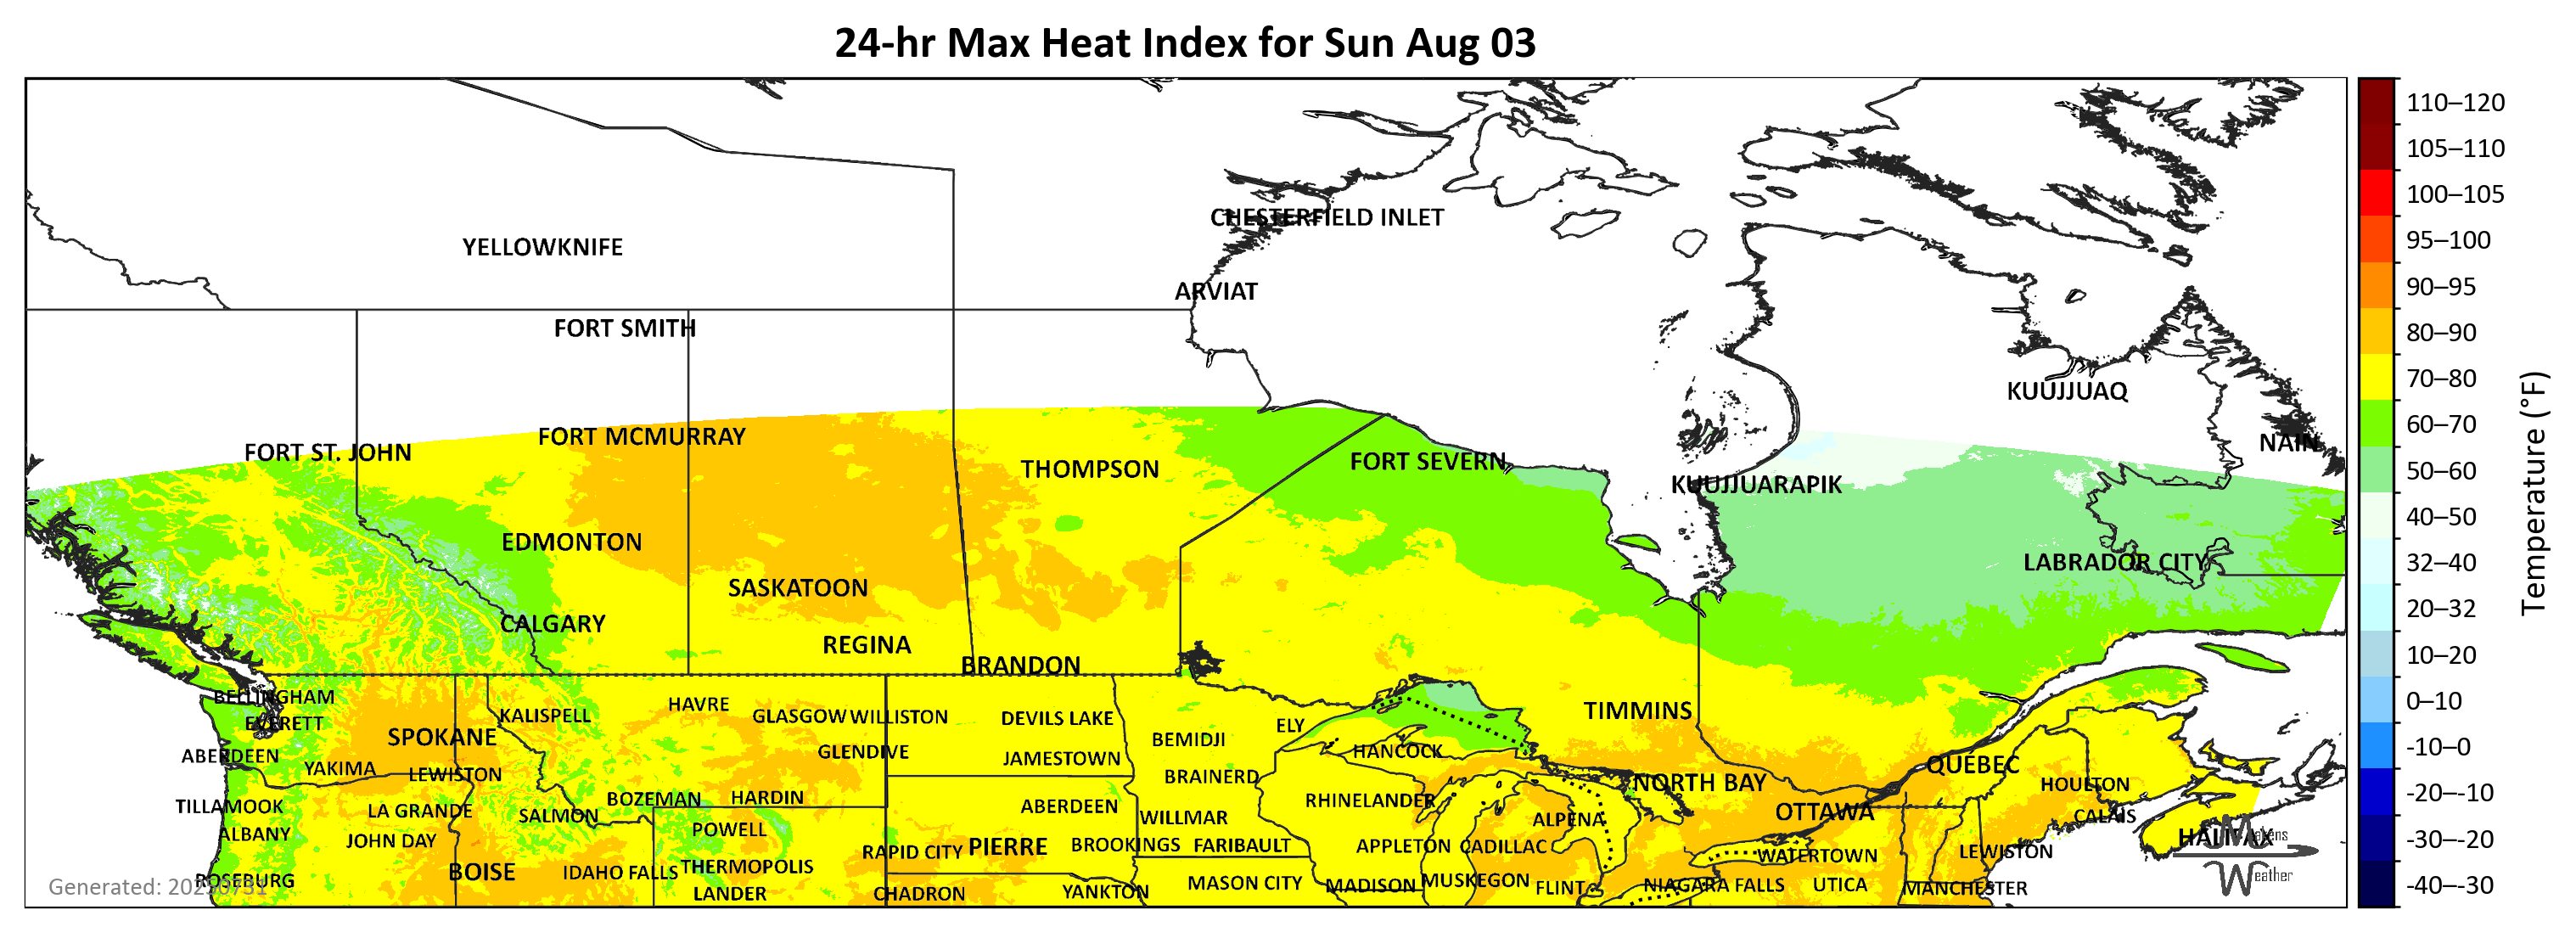 24-hr Max Heat Index for Sun Aug 03
110–120
105–110
100–105
95–100
90–95
80–90
70–80
60–70
50–60
40–50
32–40
20–32
10–20
0–10
-10–0
-20–-10
-30–-20
-40–-30
Temperature (°F)
CHESTERFIELD INLET
YELLOWKNIFE
ARVIAT
FORT SMITH
KUUJJUAQ
FORT MCMURRAY
NAIN
FORT ST. JOHN
FORT SEVERN
THOMPSON
KUUJJUARAPIK
EDMONTON
LABRADOR CITY
SASKATOON
CALGARY
REGINA
BRANDON
BELLINGHAM
HAVRE
TIMMINS
KALISPELL
GLASGOW
WILLISTON
DEVILS LAKE
EVERETT
ELY
SPOKANE
BEMIDJI
GLENDIVE
HANCOCK
ABERDEEN
JAMESTOWN
QUÉBEC
YAKIMA
LEWISTON
BRAINERD
NORTH BAY
HOULTON
BOZEMAN
HARDIN
RHINELANDER
TILLAMOOK
ABERDEEN
LA GRANDE
OTTAWA
SALMON
CALAIS
WILLMAR
ALPENA
POWELL
ALBANY
HALIFAX
JOHN DAY
BROOKINGS
FARIBAULT
APPLETON
CADILLAC
PIERRE
RAPID CITY
LEWISTON
WATERTOWN
THERMOPOLIS
BOISE
IDAHO FALLS
ROSEBURG
MUSKEGON
MASON CITY
MADISON
FLINT
NIAGARA FALLS
UTICA
MANCHESTER
YANKTON
LANDER
CHADRON
Generated: 20250731
Makens
Weather